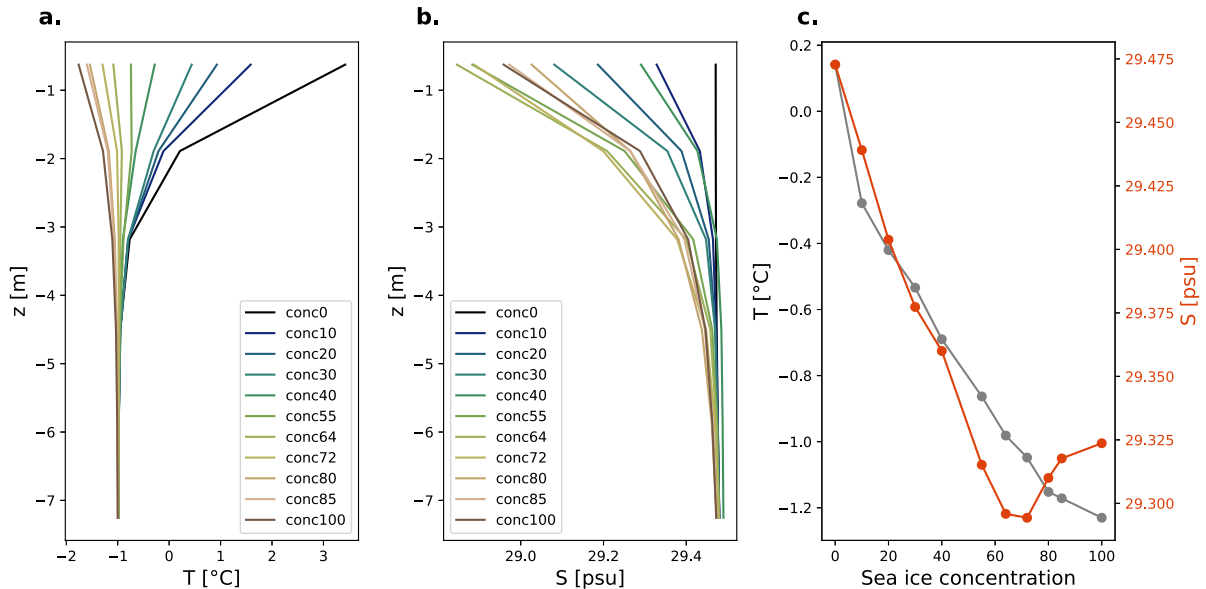 a.
z [m]
−1
−2
−3
−4
−5
−6
−7
conc0
conc10
conc20
conc30
conc40
conc55
conc64
conc72
conc80
conc85
conc100
−2
−1
0
1
2
3
T [°C]
b.
z [m]
−1
−2
−3
−4
−5
−6
−7
conc0
conc10
conc20
conc30
conc40
conc55
conc64
conc72
conc80
conc85
conc100
29.0
29.2
29.4
S [psu]
c.
T [°C]
0.2
0.0
−0.2
−0.4
−0.6
−0.8
−1.0
−1.2
0
20
40
60
80
100
Sea ice concentration
29.475
29.450
29.425
29.400
29.375
29.350
29.325
29.300
S [psu]